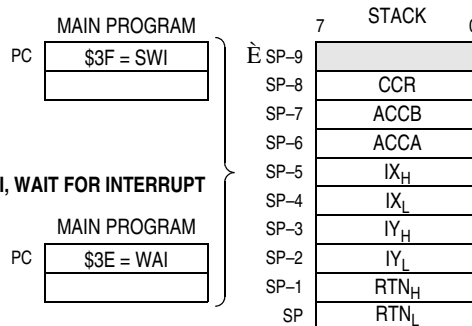 MAIN PROGRAM
PC $3F = SWI
I, WAIT FOR INTERRUPT
MAIN PROGRAM
PC $3E = WAI
7 STACK
È SP–9
SP–8 CCR
SP–7 ACCB
SP–6 ACCA
SP–5 IXH
SP–4 IXL
SP–3 IYH
SP–2 IYL
SP–1 RTNH
SP RTNL